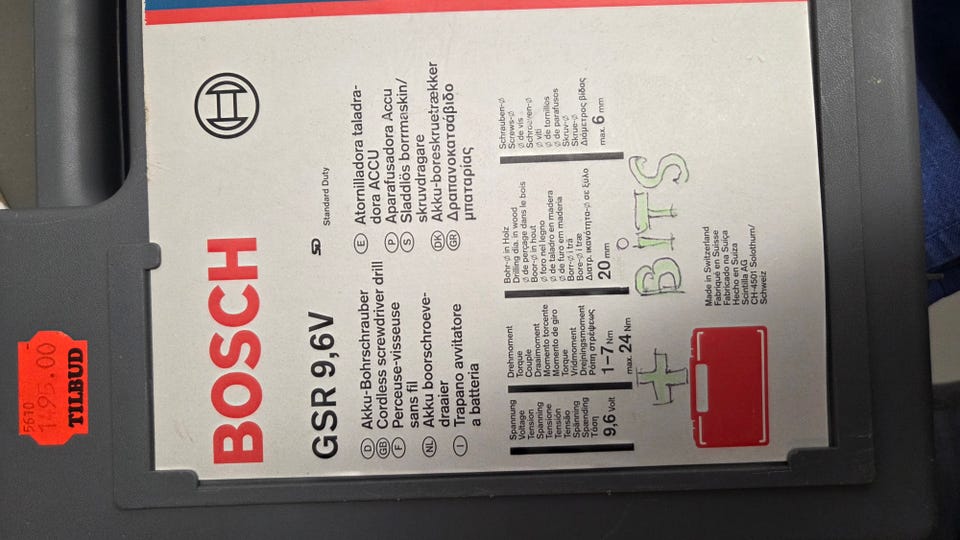 5610
TILBUD
BOSCH
GSR 9,6V
SD
Standard Duty
D Akku-Bohrschrauber
GB Cordless screwdriver drill
F Perceuse-visseuse
sans fil
NL Akku boorschroeve-
draaier
I Trapano avvitatore
a batteria
E Atornilladora taladra-
dora ACCU
P Aparafusadora Accu
S Sladdlös borrmaskin/
skruvdragare
DK Akku-boreskruetrækker
GR Δραπανοκατσάβιδο
μπαταρίας
Spannung
Voltage
Tension
Spanning
Tensione
Tensión
Tensão
Spänning
Spænding
Τάση
9,6 Volt
Drehmoment
Torque
Couple
Draaimoment
Momento torcente
Momento de giro
Torque
Vridmoment
Drejningsmoment
Ρόπη στρέψεως
1–7 Nm
max. 24 Nm
Bohr-ø in Holz
Drilling dia. in wood
ø de perçage dans le bois
Boor-ø in hout
ø foro nel legno
ø de taladro en madera
ø de furo em maderia
Borr-ø i trä
Bore-ø i træ
Διατρ. ικανότητα-ø σε ξύλο
20 mm
Schrauben-ø
Screws-ø
ø de vis
Schroeven-ø
ø viti
ø de tornillos
ø de parafusos
Skruv-ø
Skrue-ø
Διάμετρος βίδας
max. 6 mm
+ BiTS
Made in Switzerland
Fabriqué en Suisse
Fabricado na Suiça
Hecho en Suiza
Scintilla AG
CH-4501 Solothurn/
Schweiz